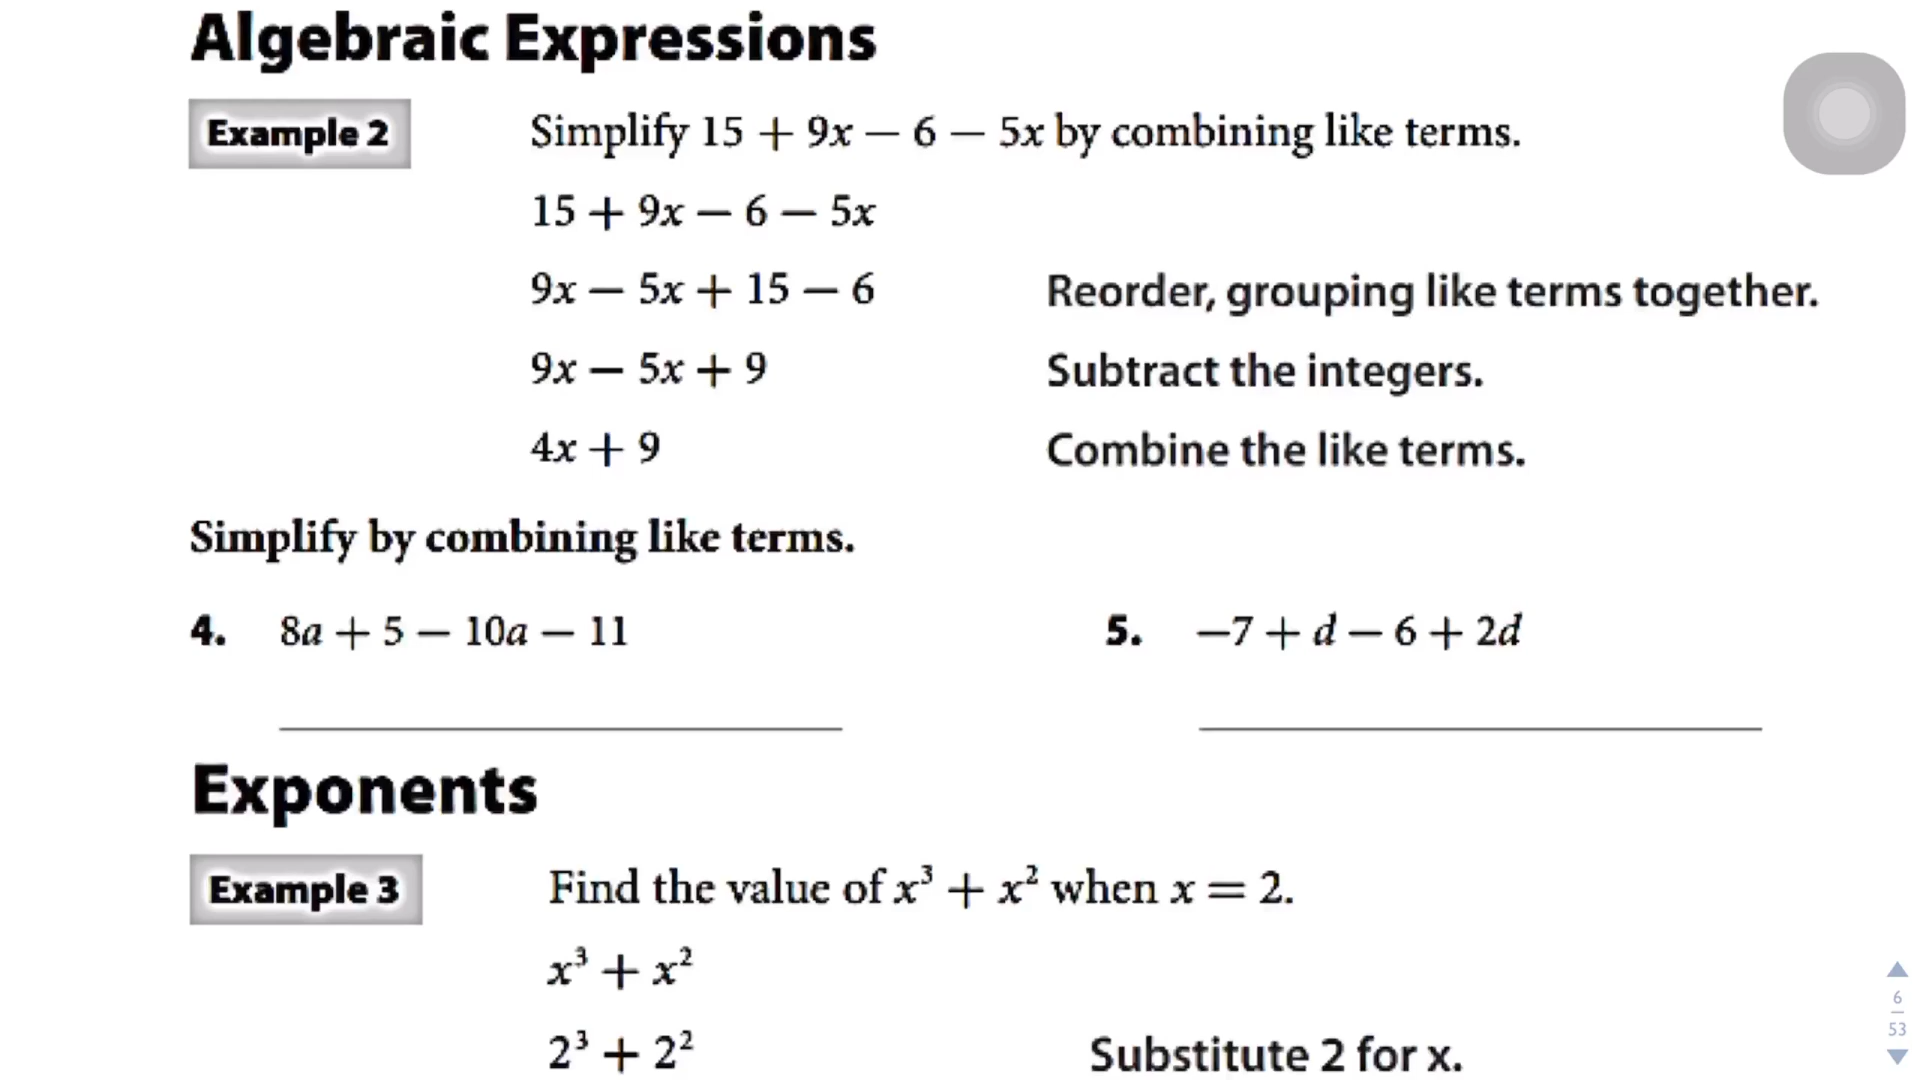 Algebraic Expressions
Example 2 Simplify 15 + 9x − 6 − 5x by combining like terms.
15 + 9x − 6 − 5x
9x − 5x + 15 − 6 Reorder, grouping like terms together.
9x − 5x + 9 Subtract the integers.
4x + 9 Combine the like terms.
Simplify by combining like terms.
4. 8a + 5 − 10a − 11 5. −7 + d − 6 + 2d
Exponents
Example 3 Find the value of x³ + x² when x = 2.
x³ + x²
2³ + 2² Substitute 2 for x.
6
53